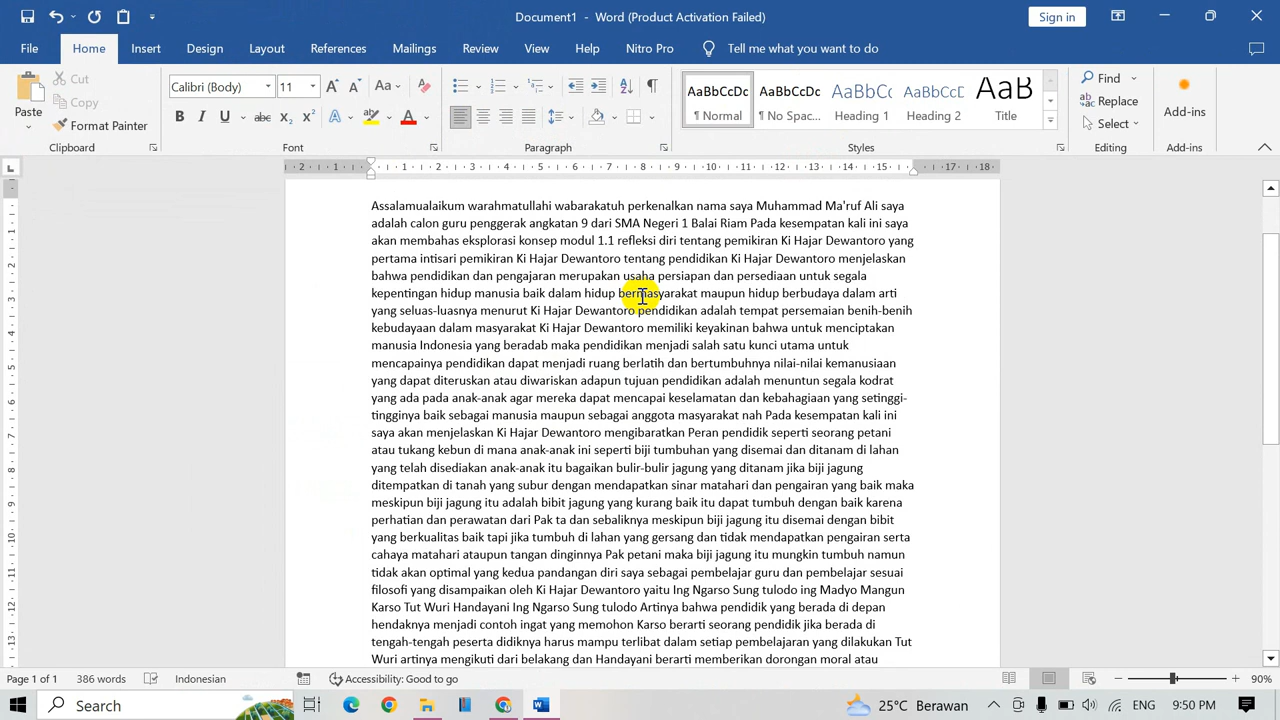 Document1 - Word (Product Activation Failed)
Sign in
File Home Insert Design Layout References Mailings Review View Help Nitro Pro Tell me what you want to do
Paste
Cut
Copy
Format Painter
Clipboard
Calibri (Body) 11
Font
Paragraph
AaBbCcDc AaBbCcDc AaBbCc AaBbCcD AaB
¶ Normal ¶ No Spac... Heading 1 Heading 2 Title
Styles
Find
Replace
Select
Editing
Add-ins
Add-ins
2 1 1 2 3 4 5 6 7 8 9 10 11 12 13 14 15 17 18
Assalamualaikum warahmatullahi wabarakatuh perkenalkan nama saya Muhammad Ma'ruf Ali saya
adalah calon guru penggerak angkatan 9 dari SMA Negeri 1 Balai Riam Pada kesempatan kali ini saya
akan membahas eksplorasi konsep modul 1.1 refleksi diri tentang pemikiran Ki Hajar Dewantoro yang
pertama intisari pemikiran Ki Hajar Dewantoro tentang pendidikan Ki Hajar Dewantoro menjelaskan
bahwa pendidikan dan pengajaran merupakan usaha persiapan dan persediaan untuk segala
kepentingan hidup manusia baik dalam hidup bermasyarakat maupun hidup berbudaya dalam arti
yang seluas-luasnya menurut Ki Hajar Dewantoro pendidikan adalah tempat persemaian benih-benih
kebudayaan dalam masyarakat Ki Hajar Dewantoro memiliki keyakinan bahwa untuk menciptakan
manusia Indonesia yang beradab maka pendidikan menjadi salah satu kunci utama untuk
mencapainya pendidikan dapat menjadi ruang berlatih dan bertumbuhnya nilai-nilai kemanusiaan
yang dapat diteruskan atau diwariskan adapun tujuan pendidikan adalah menuntun segala kodrat
yang ada pada anak-anak agar mereka dapat mencapai keselamatan dan kebahagiaan yang setinggi-
tingginya baik sebagai manusia maupun sebagai anggota masyarakat nah Pada kesempatan kali ini
saya akan menjelaskan Ki Hajar Dewantoro mengibaratkan Peran pendidik seperti seorang petani
atau tukang kebun di mana anak-anak ini seperti biji tumbuhan yang disemai dan ditanam di lahan
yang telah disediakan anak-anak itu bagaikan bulir-bulir jagung yang ditanam jika biji jagung
ditempatkan di tanah yang subur dengan mendapatkan sinar matahari dan pengairan yang baik maka
meskipun biji jagung itu adalah bibit jagung yang kurang baik itu dapat tumbuh dengan baik karena
perhatian dan perawatan dari Pak ta dan sebaliknya meskipun biji jagung itu disemai dengan bibit
yang berkualitas baik tapi jika tumbuh di lahan yang gersang dan tidak mendapatkan pengairan serta
cahaya matahari ataupun tangan dinginnya Pak petani maka biji jagung itu mungkin tumbuh namun
tidak akan optimal yang kedua pandangan diri saya sebagai pembelajar guru dan pembelajar sesuai
filosofi yang disampaikan oleh Ki Hajar Dewantoro yaitu Ing Ngarso Sung tulodo ing Madyo Mangun
Karso Tut Wuri Handayani Ing Ngarso Sung tulodo Artinya bahwa pendidik yang berada di depan
hendaknya menjadi contoh ingat yang memohon Karso berarti seorang pendidik jika berada di
tengah-tengah peserta didiknya harus mampu terlibat dalam setiap pembelajaran yang dilakukan Tut
Wuri artinya mengikuti dari belakang dan Handayani berarti memberikan dorongan moral atau
Page 1 of 1 386 words Indonesian Accessibility: Good to go 90%
Search 25°C Berawan ENG 9:50 PM